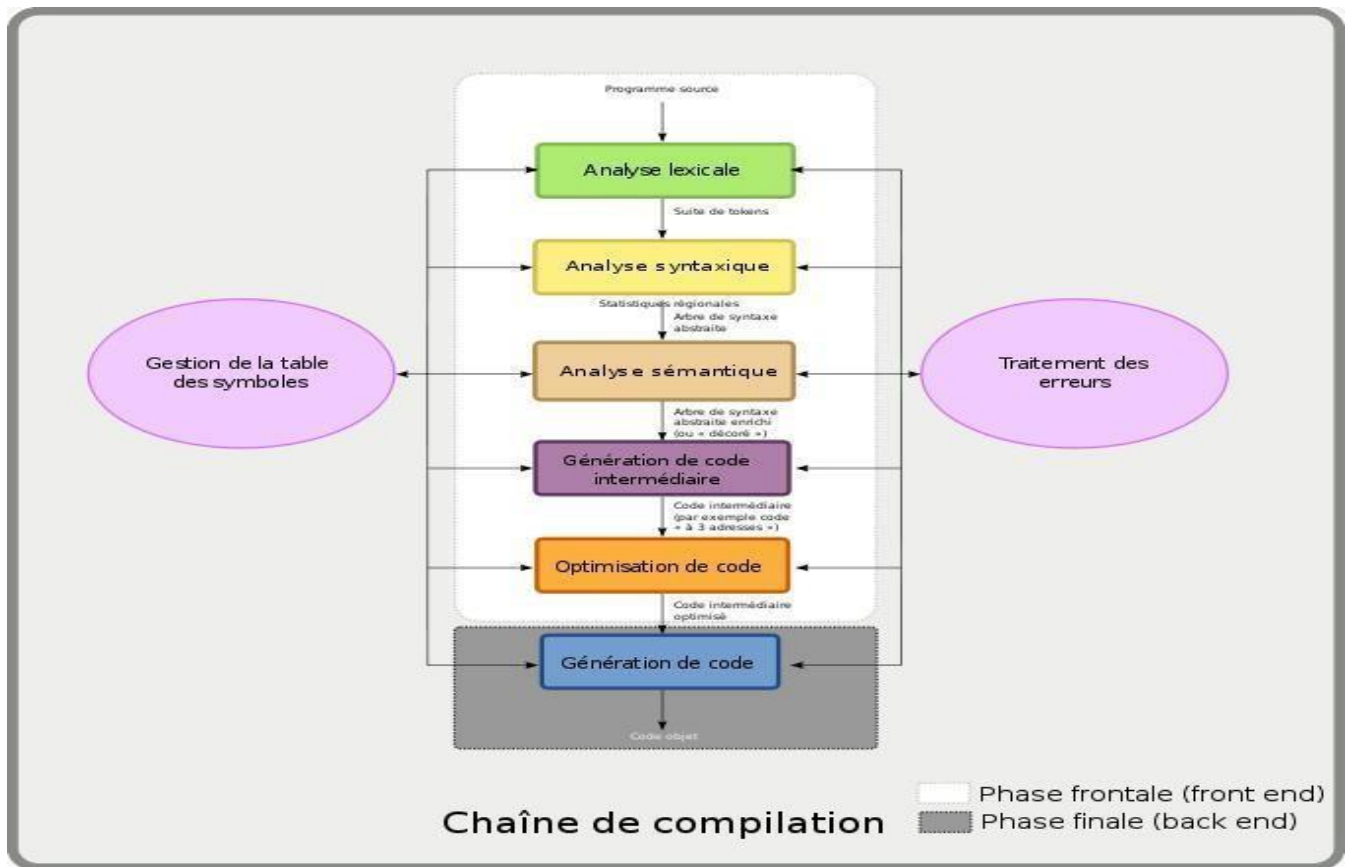 Programme source
Analyse lexicale
Suite de tokens
Analyse syntaxique
Statistiques régionales
Arbre de syntaxe
abstraite
Gestion de la table
des symboles
Analyse sémantique
Traitement des
erreurs
Arbre de syntaxe
abstraite enrichi
(ou « décoré »)
Génération de code
intermédiaire
Code intermédiaire
(par exemple code
« à 3 adresses »)
Optimisation de code
Code intermédiaire
optimisé
Génération de code
Code objet
Phase frontale (front end)
Chaîne de compilation
Phase finale (back end)